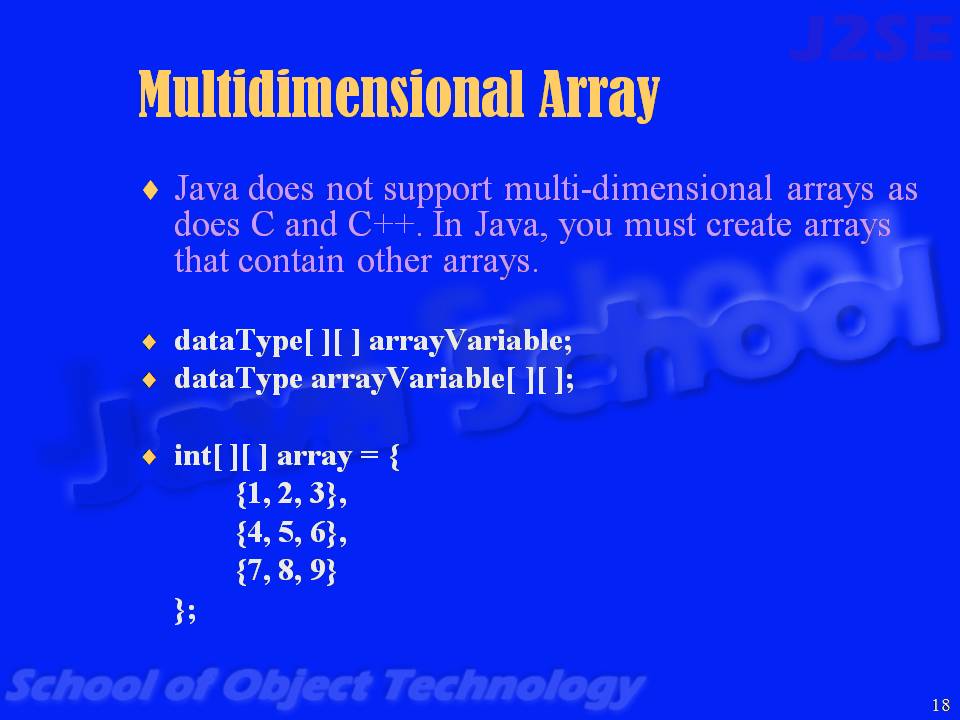 J2SE
Multidimensional Array
Java does not support multi-dimensional arrays as
does C and C++. In Java, you must create arrays
that contain other arrays.
dataType[ ][ ] arrayVariable;
dataType arrayVariable[ ][ ];
int[ ][ ] array = {
{1, 2, 3},
{4, 5, 6},
{7, 8, 9}
};
Java School
School of Object Technology
18